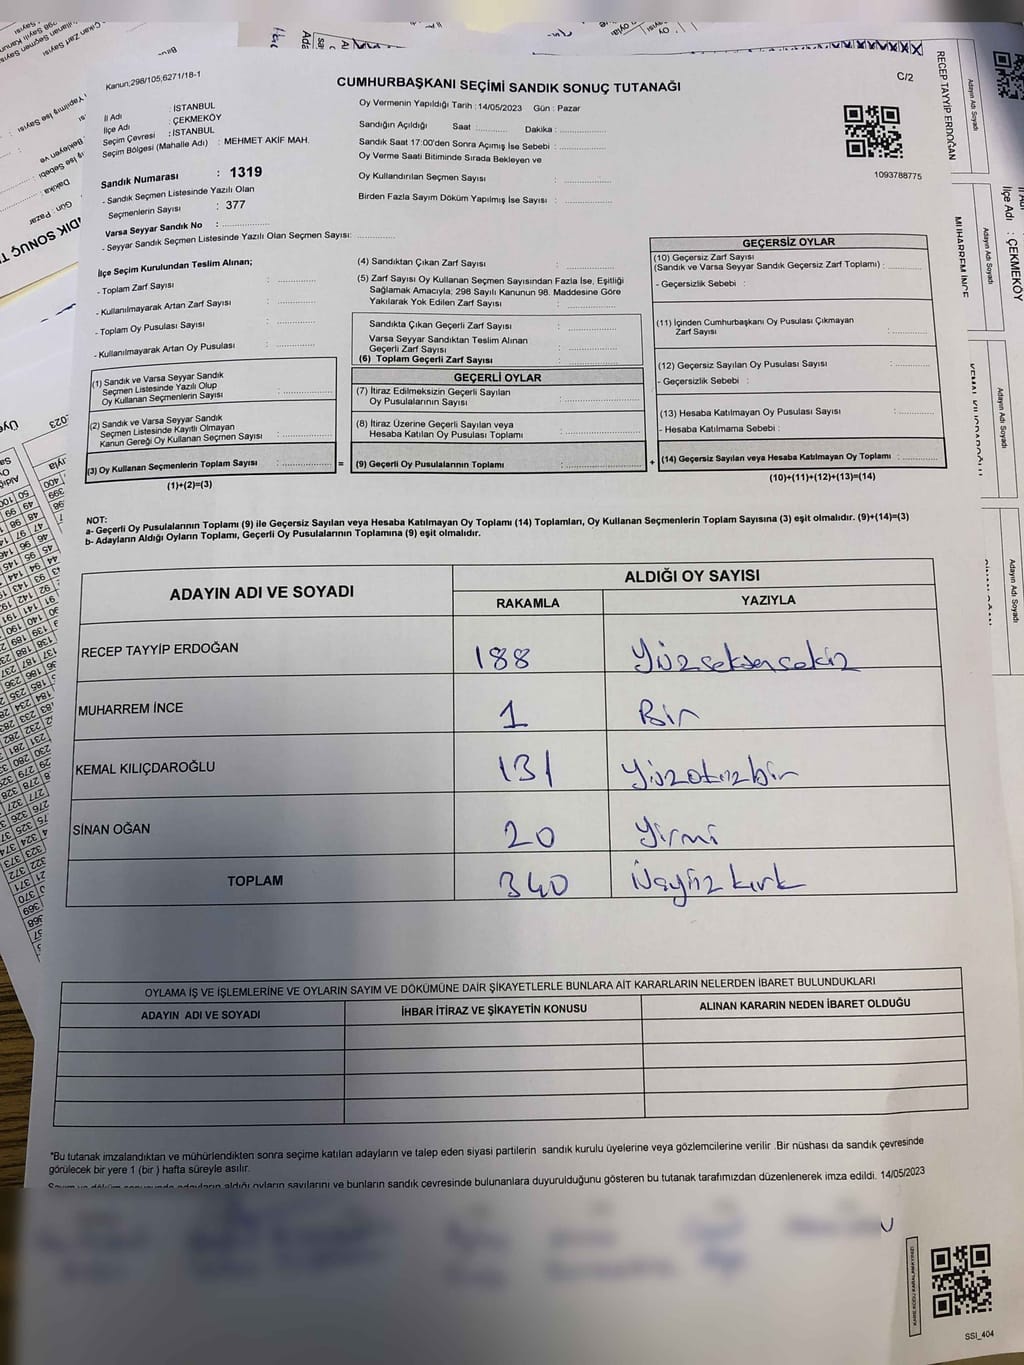 Kanun;298/105,6271/18-1
CUMHURBAŞKANI SEÇİMİ SANDIK SONUÇ TUTANAĞI
C/2
İl Adı : İSTANBUL
İlçe Adı : ÇEKMEKÖY
Seçim Çevresi : İSTANBUL
Seçim Bölgesi (Mahalle Adı) : MEHMET AKİF MAH.
Sandık Numarası : 1319
- Sandık Seçmen Listesinde Yazılı Olan
Seçmenlerin Sayısı : 377
Varsa Seyyar Sandık No :
- Seyyar Sandık Seçmen Listesinde Yazılı Olan Seçmen Sayısı:
Oy Vermenin Yapıldığı Tarih : 14/05/2023 Gün : Pazar
Sandığın Açıldığı Saat : Dakika :
Sandık Saat 17:00'den Sonra Açımış İse Sebebi :
Oy Verme Saati Bitiminde Sırada Bekleyen ve
Oy Kullandırılan Seçmen Sayısı :
Birden Fazla Sayım Döküm Yapılmış İse Sayısı :
1093788775
İlçe Seçim Kurulundan Teslim Alınan;
- Toplam Zarf Sayısı :
- Kullanılmayarak Artan Zarf Sayısı :
- Toplam Oy Pusulası Sayısı :
- Kullanılmayarak Artan Oy Pusulası :
(1) Sandık ve Varsa Seyyar Sandık
Seçmen Listesinde Yazılı Olup
Oy Kullanan Seçmenlerin Sayısı :
(2) Sandık ve Varsa Seyyar Sandık
Seçmen Listesinde Kayıtlı Olmayan
Kanun Gereği Oy Kullanan Seçmen Sayısı :
(3) Oy Kullanan Seçmenlerin Toplam Sayısı :
(1)+(2)=(3)
(4) Sandıktan Çıkan Zarf Sayısı :
(5) Zarf Sayısı Oy Kullanan Seçmen Sayısından Fazla İse, Eşitliği
Sağlamak Amacıyla; 298 Sayılı Kanunun 98. Maddesine Göre
Yakılarak Yok Edilen Zarf Sayısı :
Sandıkta Çıkan Geçerli Zarf Sayısı :
Varsa Seyyar Sandıktan Teslim Alınan
Geçerli Zarf Sayısı :
(6) Toplam Geçerli Zarf Sayısı :
GEÇERLİ OYLAR
(7) İtiraz Edilmeksizin Geçerli Sayılan
Oy Pusulalarının Sayısı :
(8) İtiraz Üzerine Geçerli Sayılan veya
Hesaba Katılan Oy Pusulası Toplamı :
= (9) Geçerli Oy Pusulalarının Toplamı :
GEÇERSİZ OYLAR
(10) Geçersiz Zarf Sayısı
(Sandık ve Varsa Seyyar Sandık Geçersiz Zarf Toplamı) :
- Geçersizlik Sebebi :
(11) İçinden Cumhurbaşkanı Oy Pusulası Çıkmayan
Zarf Sayısı :
(12) Geçersiz Sayılan Oy Pusulası Sayısı :
- Geçersizlik Sebebi :
(13) Hesaba Katılmayan Oy Pusulası Sayısı :
- Hesaba Katılmama Sebebi :
+ (14) Geçersiz Sayılan veya Hesaba Katılmayan Oy Toplamı :
(10)+(11)+(12)+(13)=(14)
NOT:
a- Geçerli Oy Pusulalarının Toplamı (9) ile Geçersiz Sayılan veya Hesaba Katılmayan Oy Toplamı (14) Toplamları, Oy Kullanan Seçmenlerin Toplam Sayısına (3) eşit olmalıdır. (9)+(14)=(3)
b- Adayların Aldığı Oyların Toplamı, Geçerli Oy Pusulalarının Toplamına (9) eşit olmalıdır.
ADAYIN ADI VE SOYADI
ALDIĞI OY SAYISI
RAKAMLA YAZIYLA
RECEP TAYYİP ERDOĞAN 188 Yüzseksensekiz
MUHARREM İNCE 1 Bir
KEMAL KILIÇDAROĞLU 131 Yüzotuzbir
SİNAN OĞAN 20 Yirmi
TOPLAM 340 Üçyüz kırk
OYLAMA İŞ VE İŞLEMLERİNE VE OYLARIN SAYIM VE DÖKÜMÜNE DAİR ŞİKAYETLERLE BUNLARA AİT KARARLARIN NELERDEN İBARET BULUNDUKLARI
ADAYIN ADI VE SOYADI İHBAR İTİRAZ VE ŞİKAYETİN KONUSU ALINAN KARARIN NEDEN İBARET OLDUĞU
"Bu tutanak imzalandıktan ve mühürlendikten sonra seçime katılan adayların ve talep eden siyasi partilerin sandık kurulu üyelerine veya gözlemcilerine verilir .Bir nüshası da sandık çevresinde
görülecek bir yere 1 (bir ) hafta süreyle asılır.
Sayım ve döküm sonucunda adayların aldığı oyların sayılarını ve bunların sandık çevresinde bulunanlara duyurulduğunu gösteren bu tutanak tarafımızdan düzenlenerek imza edildi. 14/05/2023
SSI_404
RECEP TAYYİP ERDOĞAN
Adayın Adı Soyadı
MUHARREM İNCE
Adayın Adı Soyadı
İlçe Adı : ÇEKMEKÖY
Adayın Adı Soyadı
Adayın Adı Soyadı